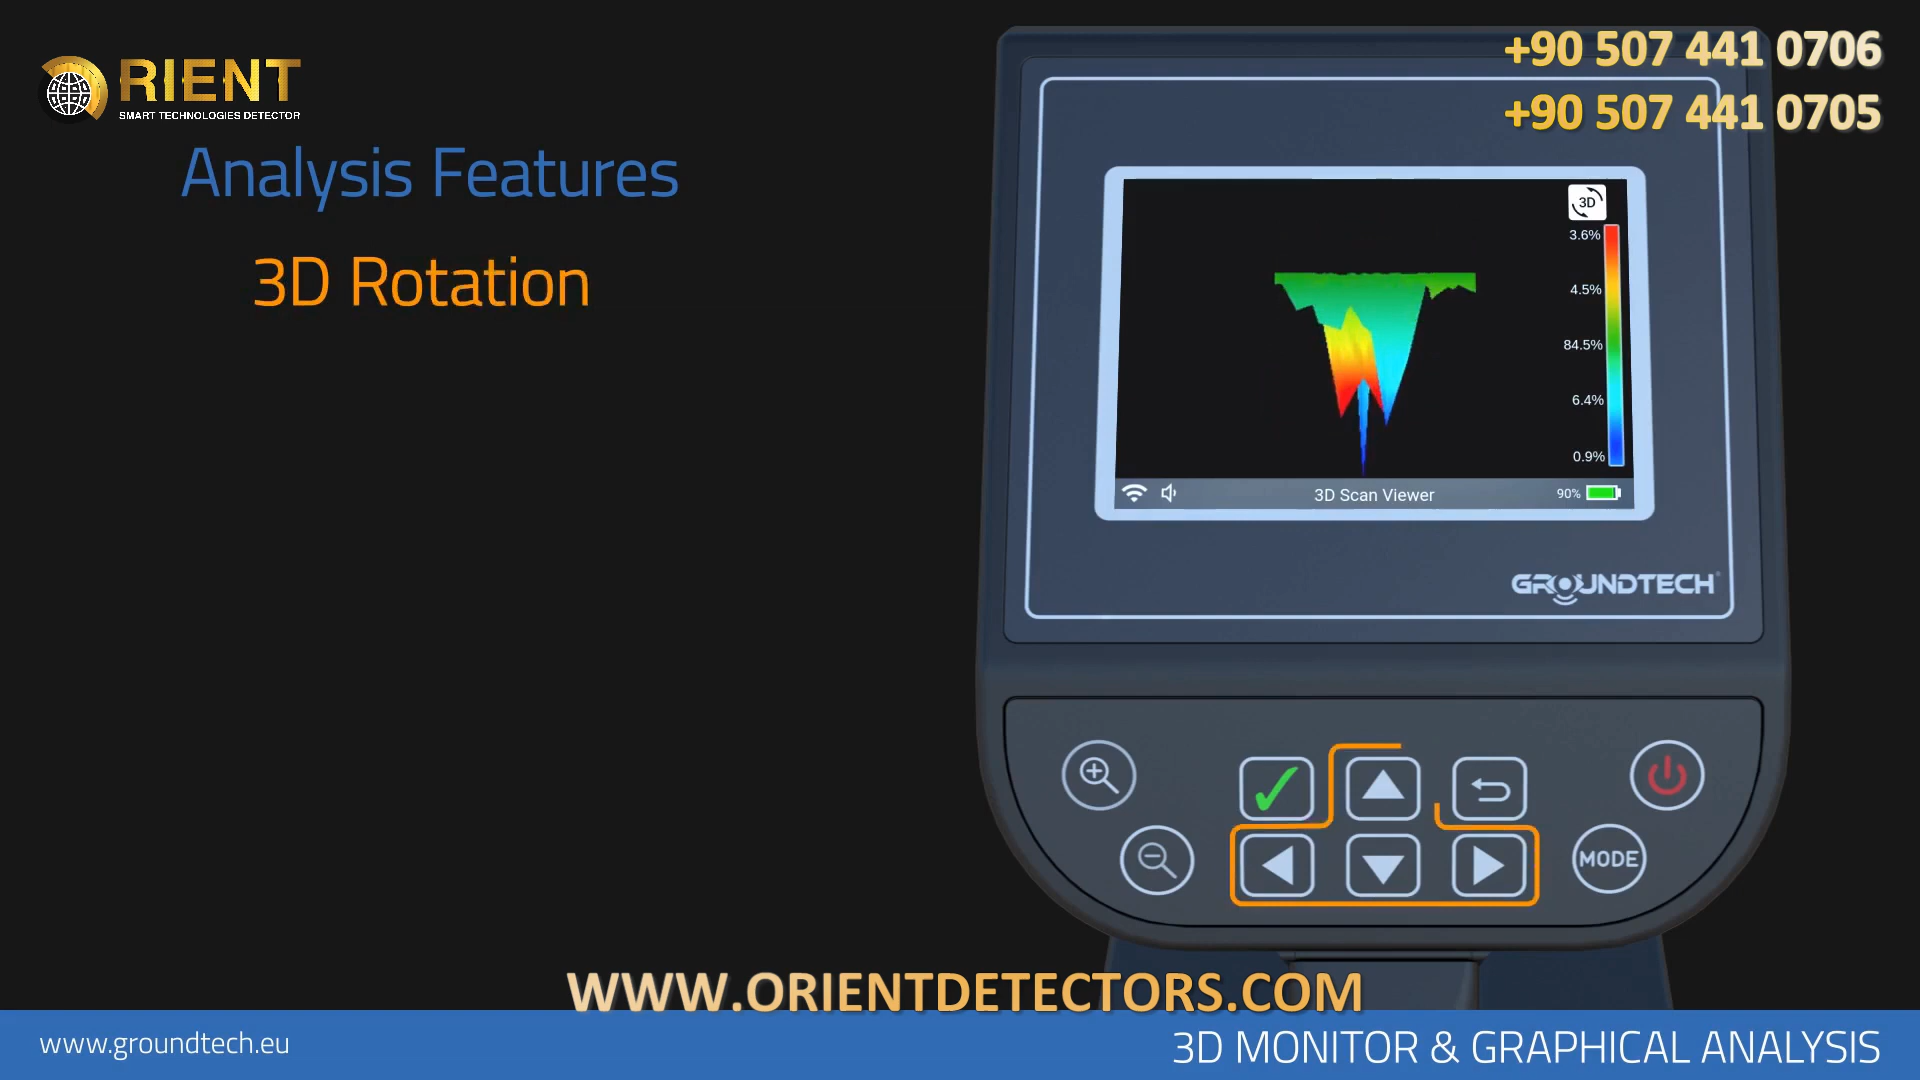 RIENT
SMART TECHNOLOGIES DETECTOR
+90 507 441 0706
+90 507 441 0705
Analysis Features
3D Rotation
3D
3.6%
4.5%
84.5%
6.4%
0.9%
3D Scan Viewer
90%
GROUNDTECH
MODE
WWW.ORIENTDETECTORS.COM
www.groundtech.eu
3D MONITOR & GRAPHICAL ANALYSIS